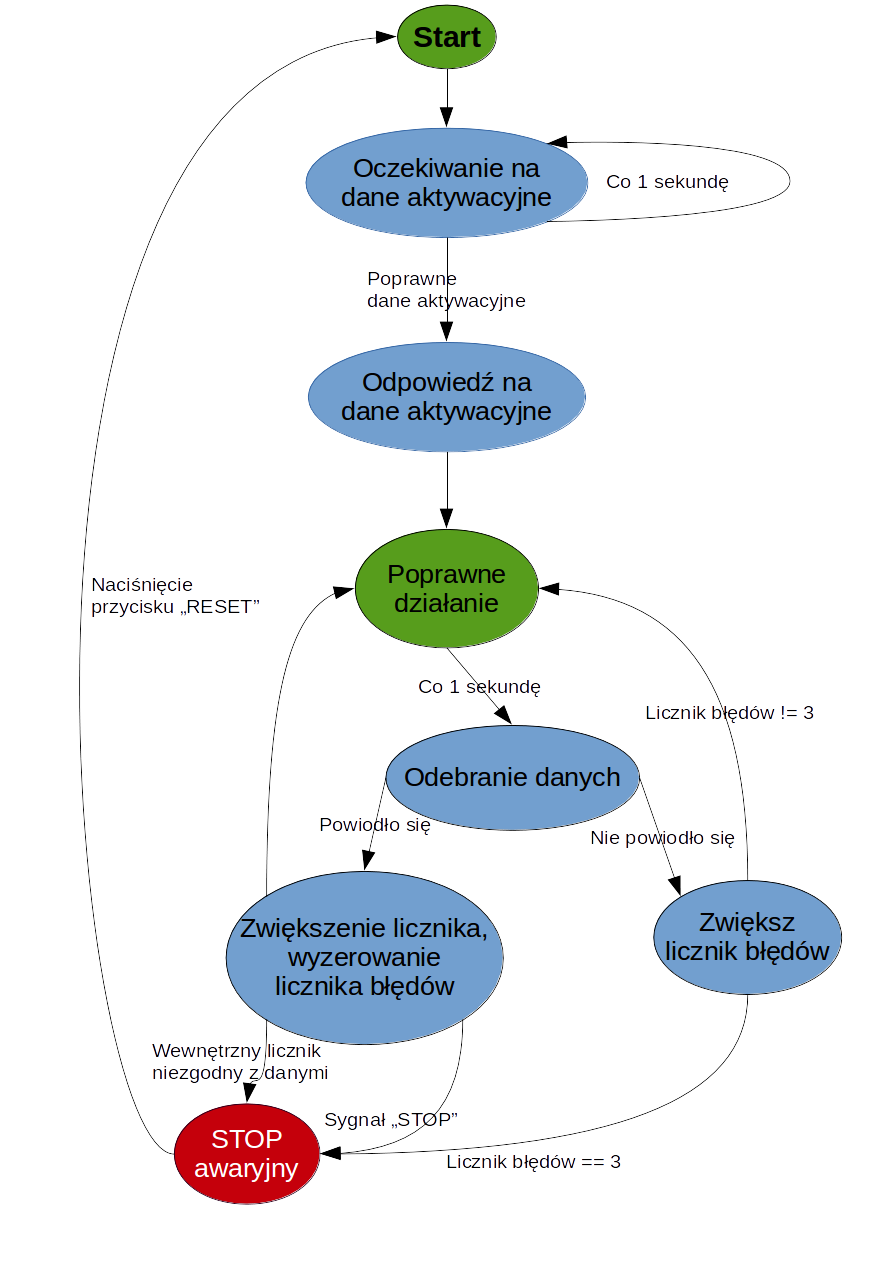 Start
Oczekiwanie na
dane aktywacyjne
Co 1 sekundę
Poprawne
dane aktywacyjne
Odpowiedź na
dane aktywacyjne
Poprawne
działanie
Naciśnięcie
przycisku „RESET”
Co 1 sekundę
Licznik błędów != 3
Odebranie danych
Powiodło się
Nie powiodło się
Zwiększenie licznika,
wyzerowanie
licznika błędów
Zwiększ
licznik błędów
Wewnętrzny licznik
niezgodny z danymi
Sygnał „STOP”
STOP
awaryjny
Licznik błędów == 3